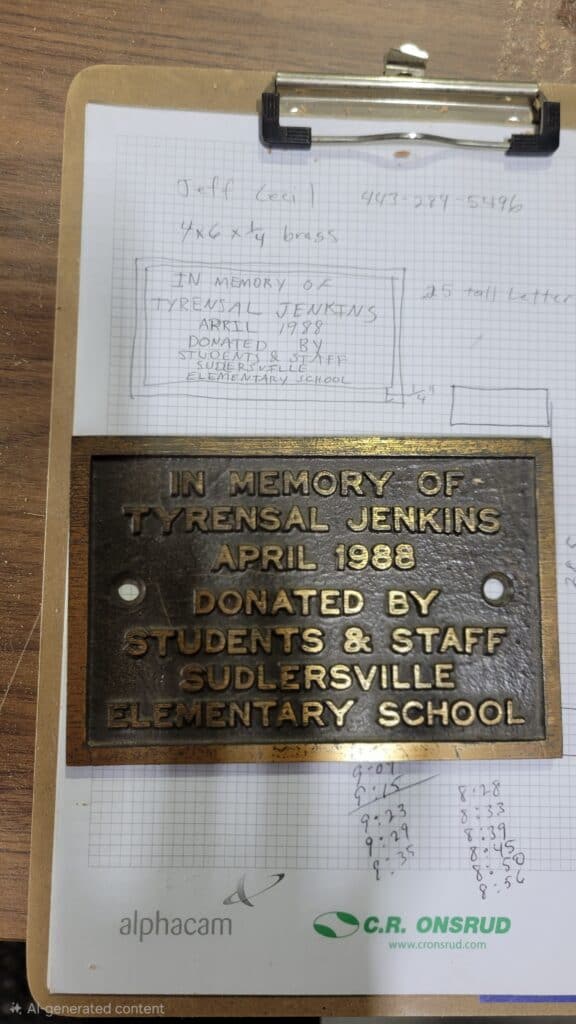 Jeff Cecil 443-284-5496
4x6 x 1/4 brass
IN MEMORY OF
TYRENSAL JENKINS
APRIL 1988
DONATED BY
STUDENTS & STAFF
SUDLERSVILLE
ELEMENTARY SCHOOL
25 tall Letter
1/4"
IN MEMORY OF
TYRENSAL JENKINS
APRIL 1988
DONATED BY
STUDENTS & STAFF
SUDLERSVILLE
ELEMENTARY SCHOOL
9:07
9:15
9:23
9:29
9:35
8:28
8:33
8:39
8:45
8:50
8:56
alphacam
C.R. ONSRUD
www.cronsrud.com
AI-generated content